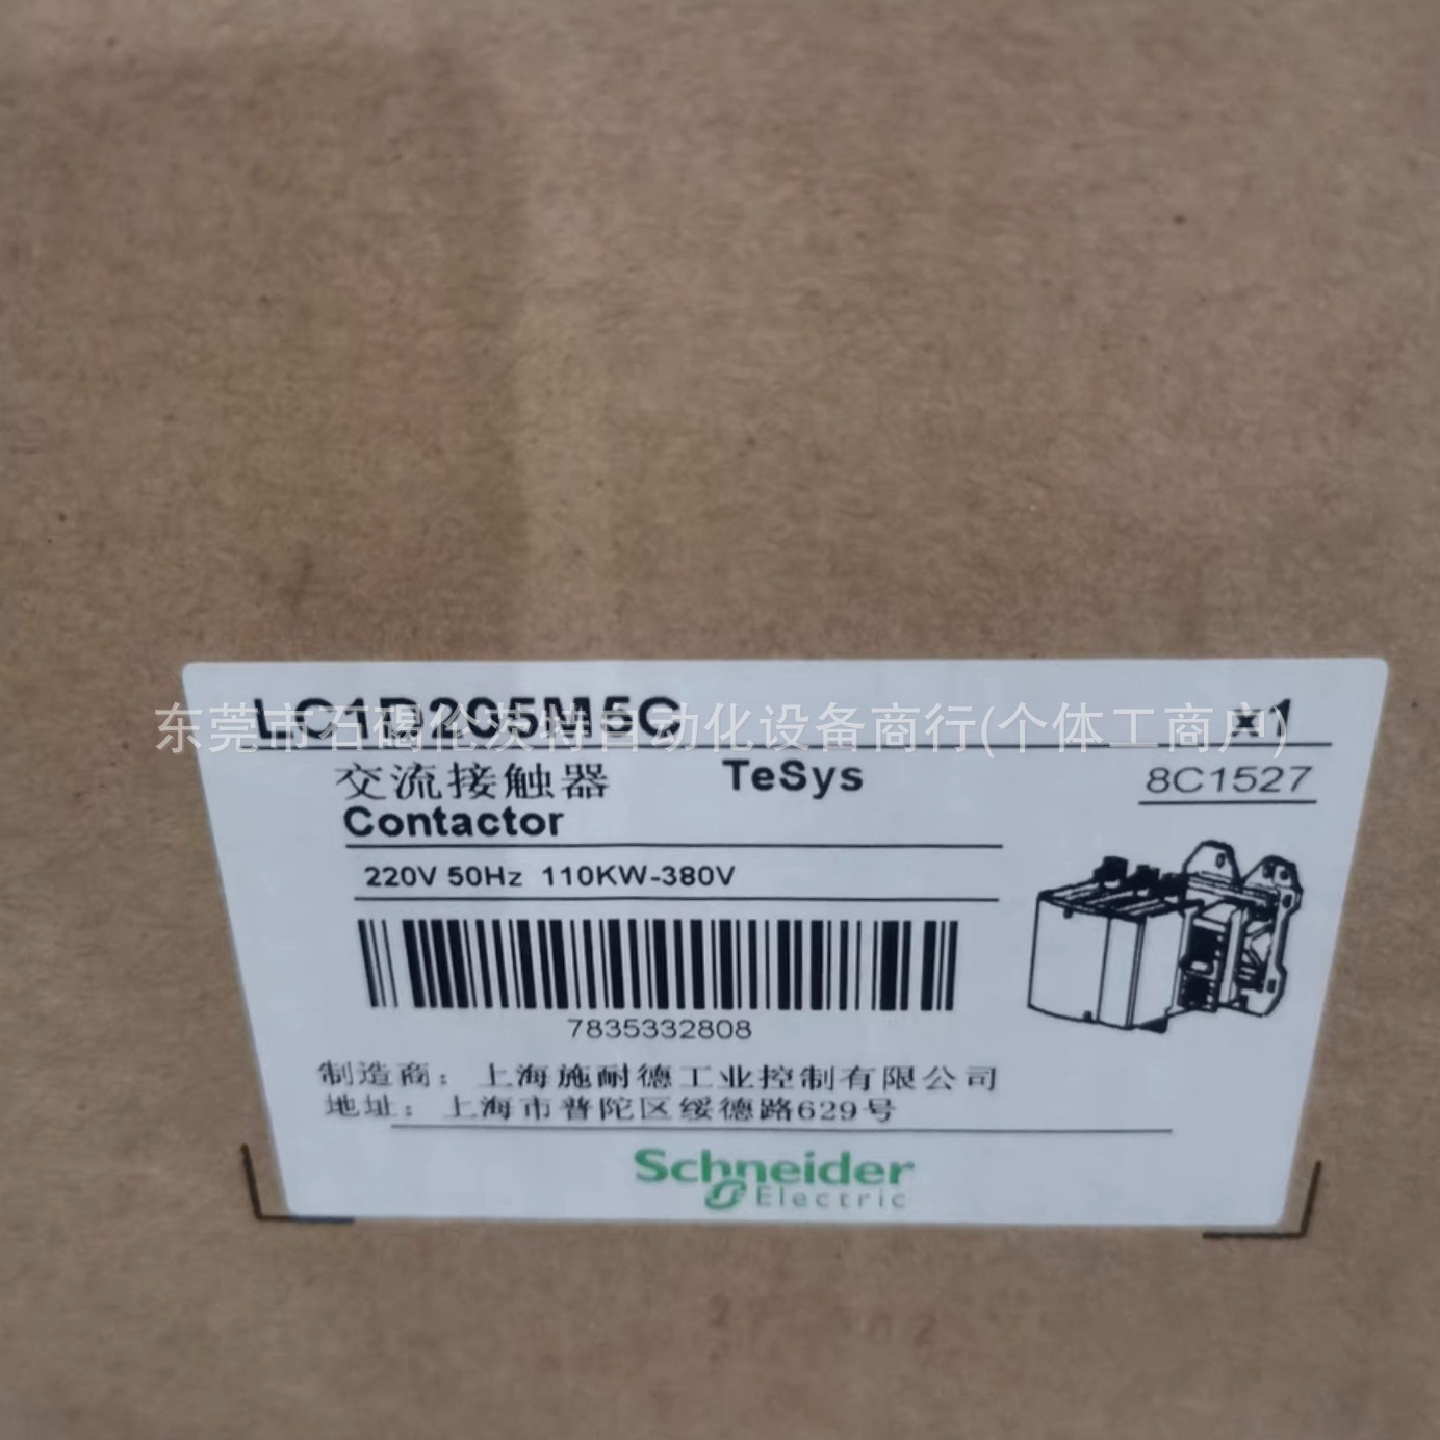 LC1D205M5C x1
东莞市石碣伦茨特自动化设备商行(个体工商户)
交流接触器 TeSys 8C1527
Contactor
220V 50Hz 110KW-380V
7835332808
制造商：上海施耐德工业控制有限公司
地址：上海市普陀区绥德路629号
Schneider
Electric